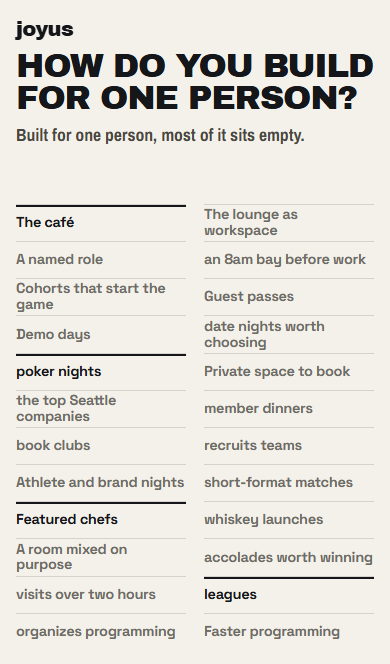 joyus
HOW DO YOU BUILD
FOR ONE PERSON?
Built for one person, most of it sits empty.
The café
A named role
Cohorts that start the
game
Demo days
poker nights
the top Seattle
companies
book clubs
Athlete and brand nights
Featured chefs
A room mixed on
purpose
visits over two hours
organizes programming
The lounge as
workspace
an 8am bay before work
Guest passes
date nights worth
choosing
Private space to book
member dinners
recruits teams
short-format matches
whiskey launches
accolades worth winning
leagues
Faster programming